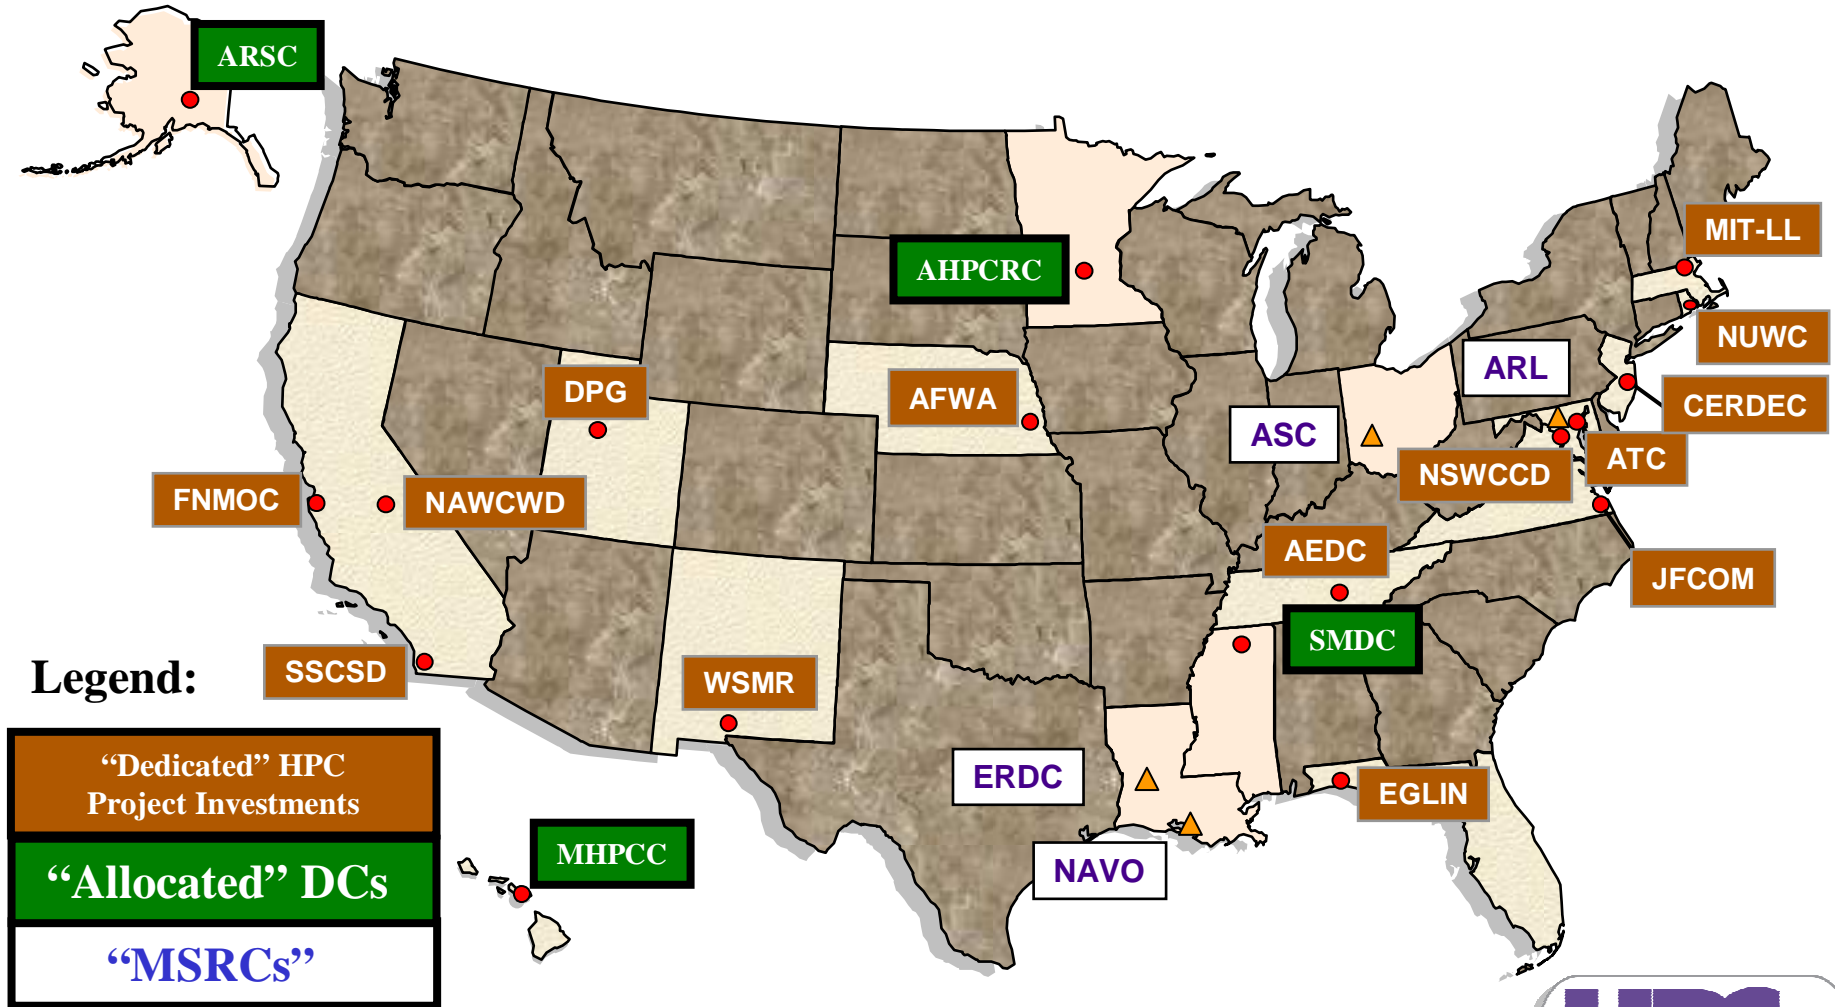 ARSC
MIT-LL
AHPCRC
NUWC
ARL
DPG
AFWA
CERDEC
ASC
ATC
NSWCCD
FNMOC
NAWCWD
AEDC
JFCOM
SMDC
SSCSD
WSMR
Legend:
“Dedicated” HPC
Project Investments
ERDC
EGLIN
MHPCC
“Allocated” DCs
NAVO
“MSRCs”